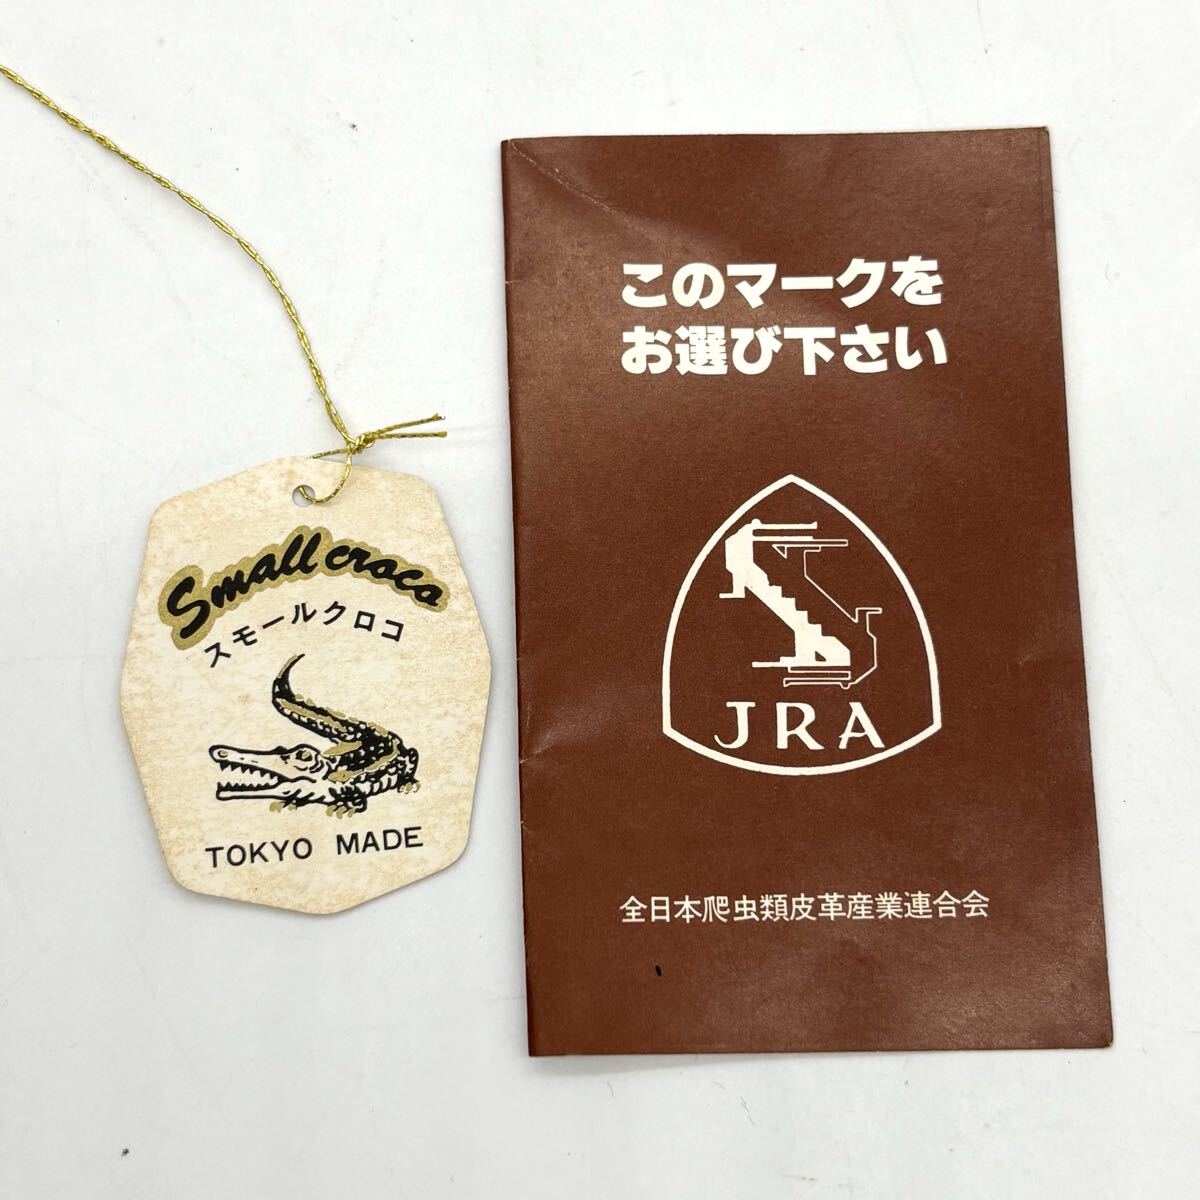 Small croco
スモールクロコ
TOKYO MADE
このマークを
お選び下さい
JRA
全日本爬虫類皮革産業連合会